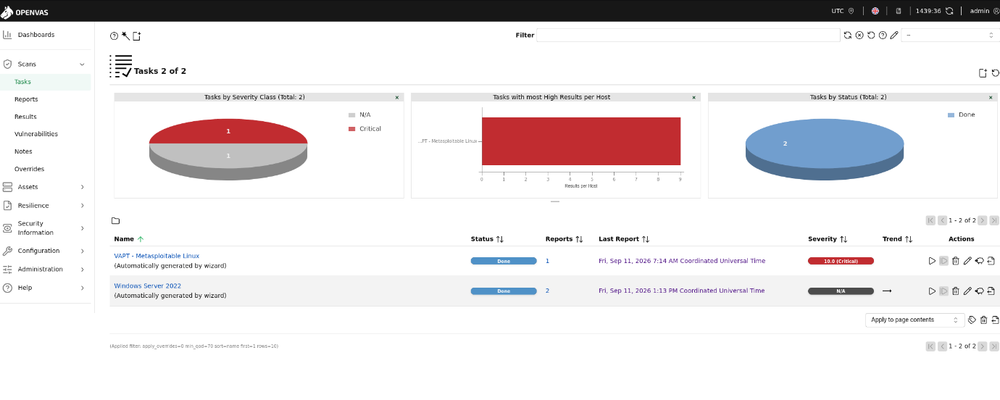 OPENVAS
UTC
1439:36
admin
Dashboards
Scans
Tasks
Reports
Results
Vulnerabilities
Notes
Overrides
Assets
Resilience
Security
Information
Configuration
Administration
Help
Filter
--
Tasks 2 of 2
Tasks by Severity Class (Total: 2)
×
1
1
N/A
Critical
Tasks with most High Results per Host
×
...PT - Metasploitable Linux
0 1 2 3 4 5 6 7 8 9
Results per Host
Tasks by Status (Total: 2)
×
2
Done
1 - 2 of 2
Name Status Reports Last Report Severity Trend Actions
VAPT - Metasploitable Linux
(Automatically generated by wizard)
Done 1 Fri, Sep 11, 2026 7:14 AM Coordinated Universal Time 10.0 (Critical)
Windows Server 2022
(Automatically generated by wizard)
Done 2 Fri, Sep 11, 2026 1:13 PM Coordinated Universal Time N/A
Apply to page contents
(Applied filter: apply_overrides=0 min_qod=70 sort=name first=1 rows=10)
1 - 2 of 2